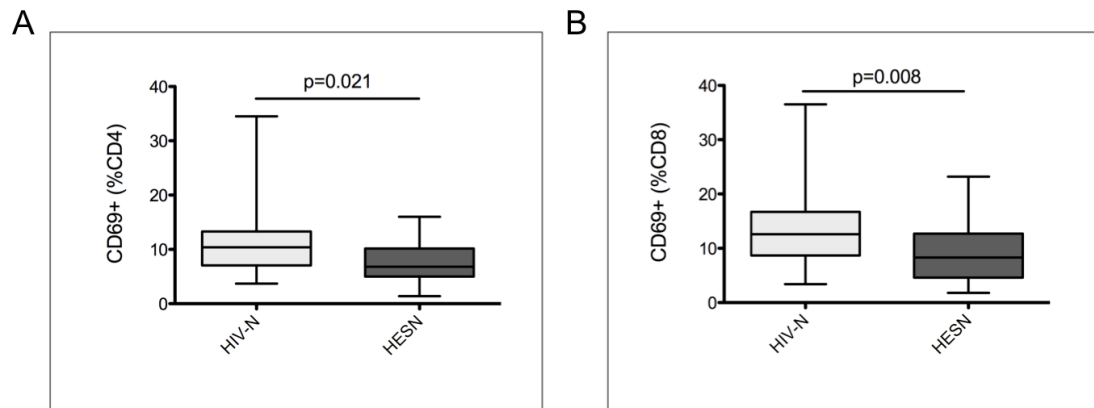 A
CD69+ (%CD4)
40
30
20
10
0
p=0.021
HIV-N
HESN
B
CD69+ (%CD8)
40
30
20
10
0
p=0.008
HIV-N
HESN